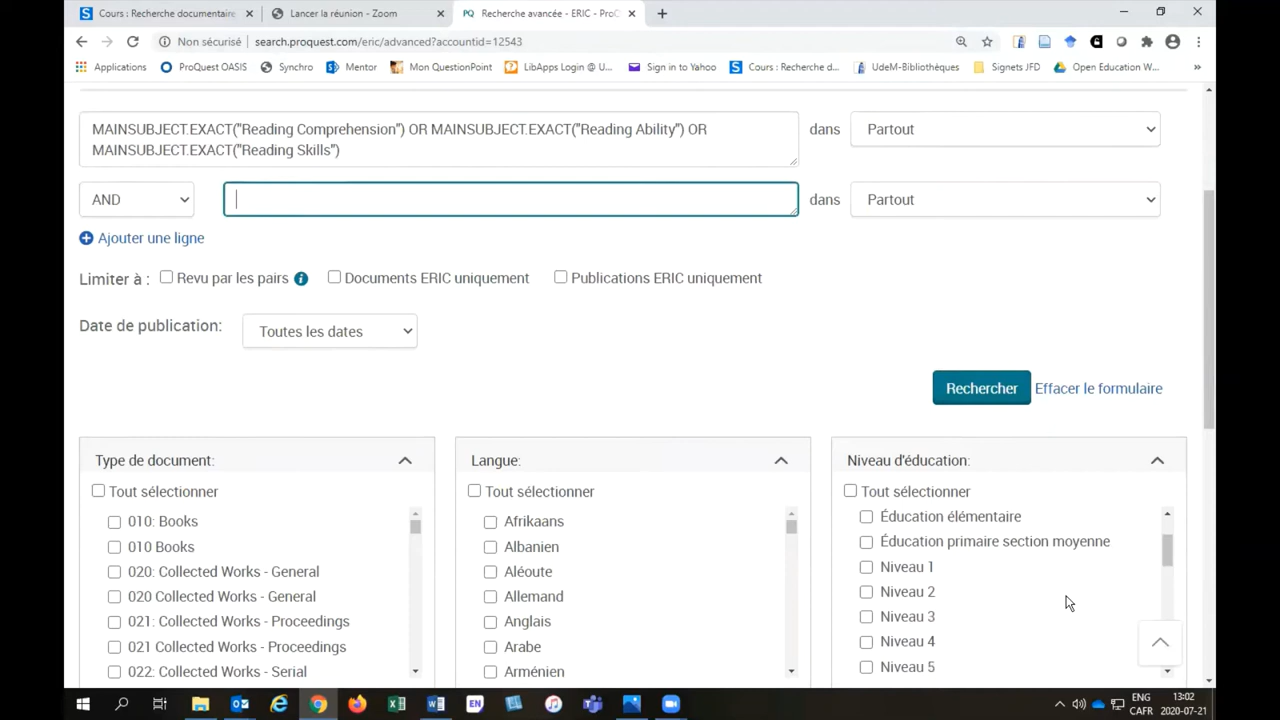 Cours : Recherche documentaire
Lancer la réunion - Zoom
PQ Recherche avancée - ERIC - ProQ
Non sécurisé search.proquest.com/eric/advanced?accountid=12543
Applications ProQuest OASIS Synchro Mentor Mon QuestionPoint LibApps Login @ U... Sign in to Yahoo Cours : Recherche d... UdeM-Bibliothèques Signets JFD Open Education W... »
MAINSUBJECT.EXACT("Reading Comprehension") OR MAINSUBJECT.EXACT("Reading Ability") OR
MAINSUBJECT.EXACT("Reading Skills")
dans Partout
AND dans Partout
Ajouter une ligne
Limiter à : Revu par les pairs Documents ERIC uniquement Publications ERIC uniquement
Date de publication: Toutes les dates
Rechercher Effacer le formulaire
Type de document:
Tout sélectionner
010: Books
010 Books
020: Collected Works - General
020 Collected Works - General
021: Collected Works - Proceedings
021 Collected Works - Proceedings
022: Collected Works - Serial
Langue:
Tout sélectionner
Afrikaans
Albanien
Aléoute
Allemand
Anglais
Arabe
Arménien
Niveau d'éducation:
Tout sélectionner
Éducation élémentaire
Éducation primaire section moyenne
Niveau 1
Niveau 2
Niveau 3
Niveau 4
Niveau 5
EN
ENG
CAFR
13:02
2020-07-21